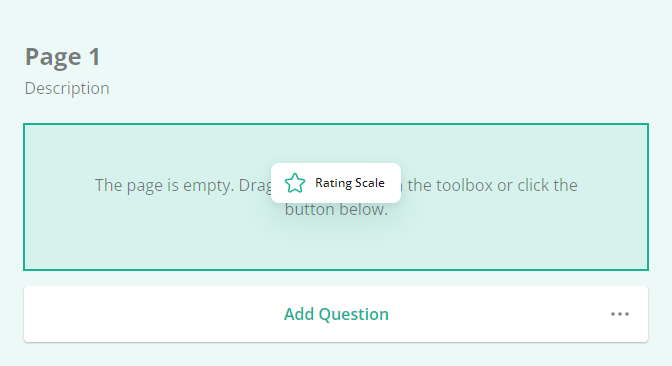 Page 1
Description
The page is empty. Drag the toolbox or click the
Rating Scale
button below.
Add Question